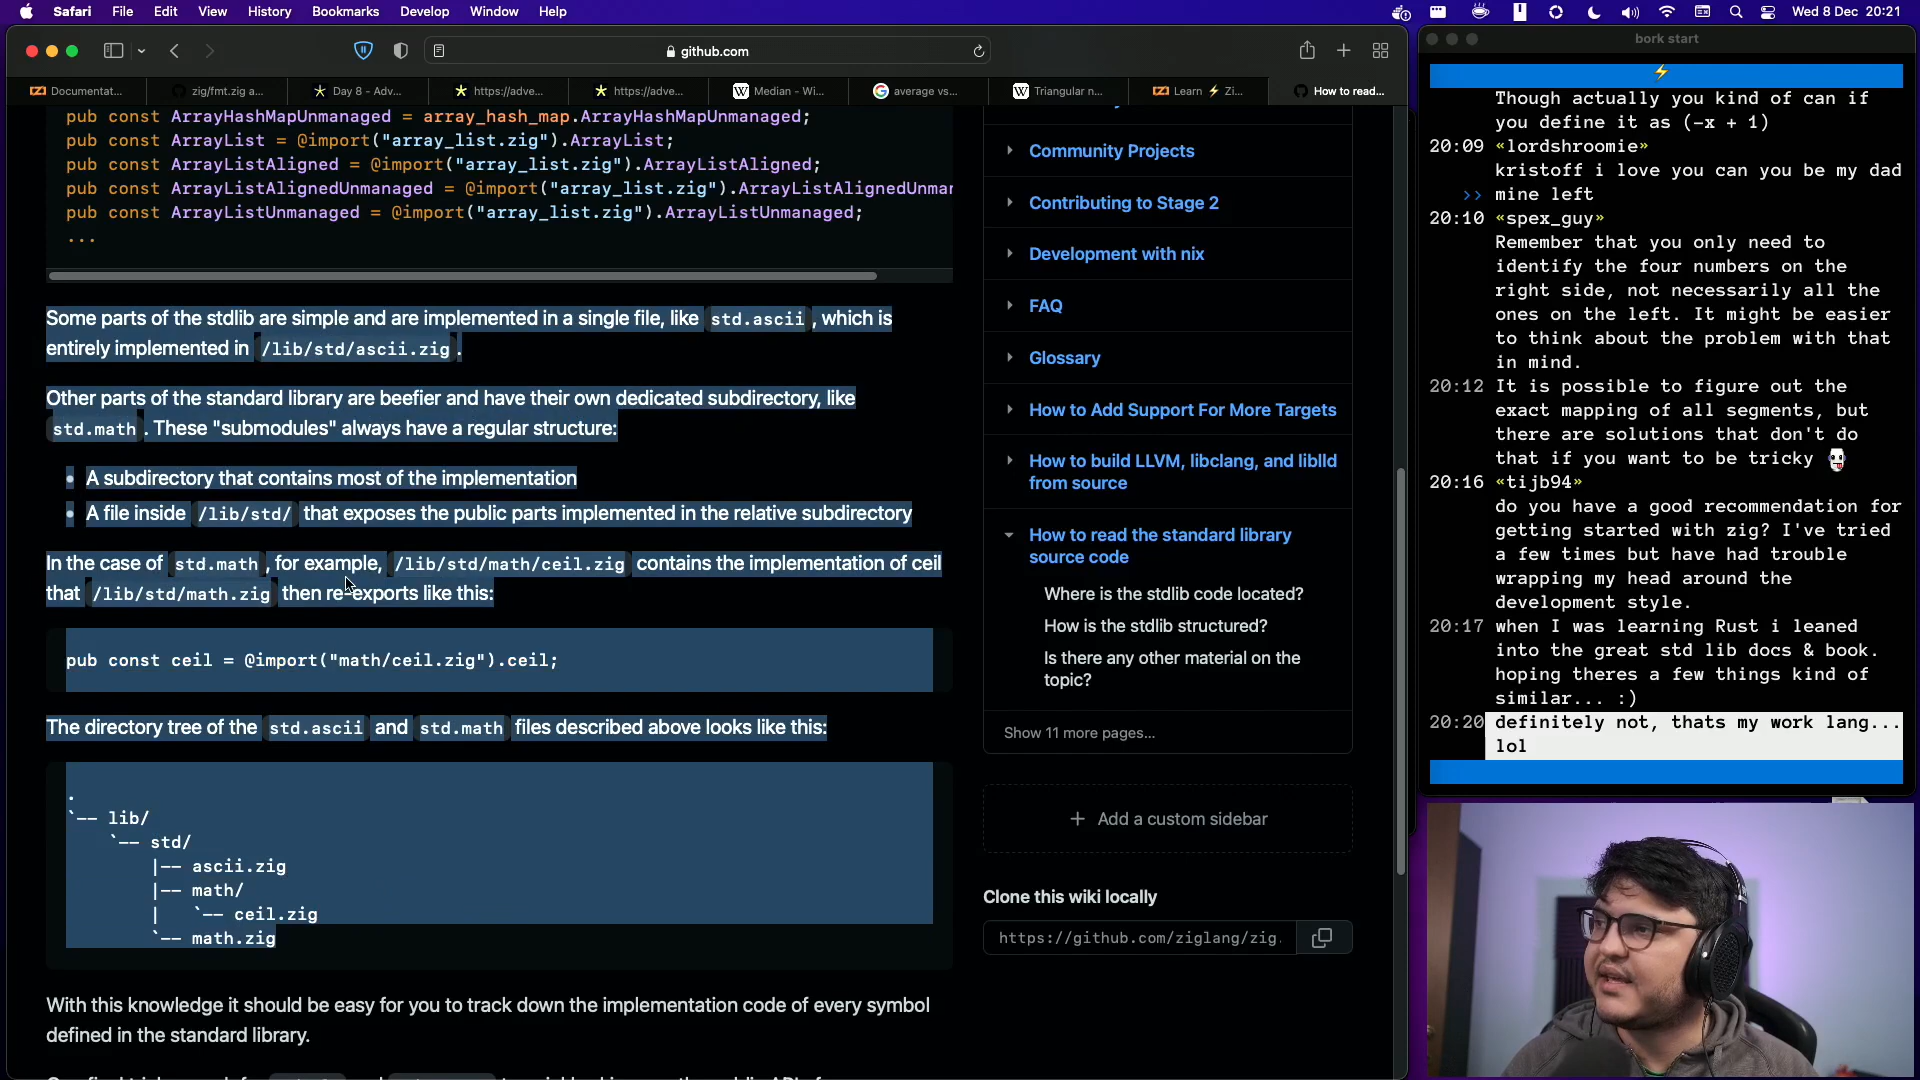 Safari File Edit View History Bookmarks Develop Window Help Wed 8 Dec 20:21
github.com
Documentat... zig/fmt.zig a... Day 8 - Adv... https://adve... https://adve... Median - Wi... average vs... Triangular n... Learn ⚡ Zi... How to read...
pub const ArrayHashMapUnmanaged = array_hash_map.ArrayHashMapUnmanaged;
pub const ArrayList = @import("array_list.zig").ArrayList;
pub const ArrayListAligned = @import("array_list.zig").ArrayListAligned;
pub const ArrayListAlignedUnmanaged = @import("array_list.zig").ArrayListAlignedUnmar
pub const ArrayListUnmanaged = @import("array_list.zig").ArrayListUnmanaged;
...
Some parts of the stdlib are simple and are implemented in a single file, like std.ascii , which is
entirely implemented in /lib/std/ascii.zig .
Other parts of the standard library are beefier and have their own dedicated subdirectory, like
std.math . These "submodules" always have a regular structure:
• A subdirectory that contains most of the implementation
• A file inside /lib/std/ that exposes the public parts implemented in the relative subdirectory
In the case of std.math , for example, /lib/std/math/ceil.zig contains the implementation of ceil
that /lib/std/math.zig then re-exports like this:
pub const ceil = @import("math/ceil.zig").ceil;
The directory tree of the std.ascii and std.math files described above looks like this:
.
`-- lib/
`-- std/
|-- ascii.zig
|-- math/
| `-- ceil.zig
`-- math.zig
With this knowledge it should be easy for you to track down the implementation code of every symbol
defined in the standard library.
Community Projects
Contributing to Stage 2
Development with nix
FAQ
Glossary
How to Add Support For More Targets
How to build LLVM, libclang, and liblld
from source
How to read the standard library
source code
Where is the stdlib code located?
How is the stdlib structured?
Is there any other material on the
topic?
Show 11 more pages...
+ Add a custom sidebar
Clone this wiki locally
https://github.com/ziglang/zig.
bork start
⚡
Though actually you kind of can if
you define it as (-x + 1)
20:09 «lordshroomie»
kristoff i love you can you be my dad
>> mine left
20:10 «spex_guy»
Remember that you only need to
identify the four numbers on the
right side, not necessarily all the
ones on the left. It might be easier
to think about the problem with that
in mind.
20:12 It is possible to figure out the
exact mapping of all segments, but
there are solutions that don't do
that if you want to be tricky
20:16 «tijb94»
do you have a good recommendation for
getting started with zig? I've tried
a few times but have had trouble
wrapping my head around the
development style.
20:17 when I was learning Rust i leaned
into the great std lib docs & book.
hoping theres a few things kind of
similar... :)
20:20 definitely not, thats my work lang...
lol